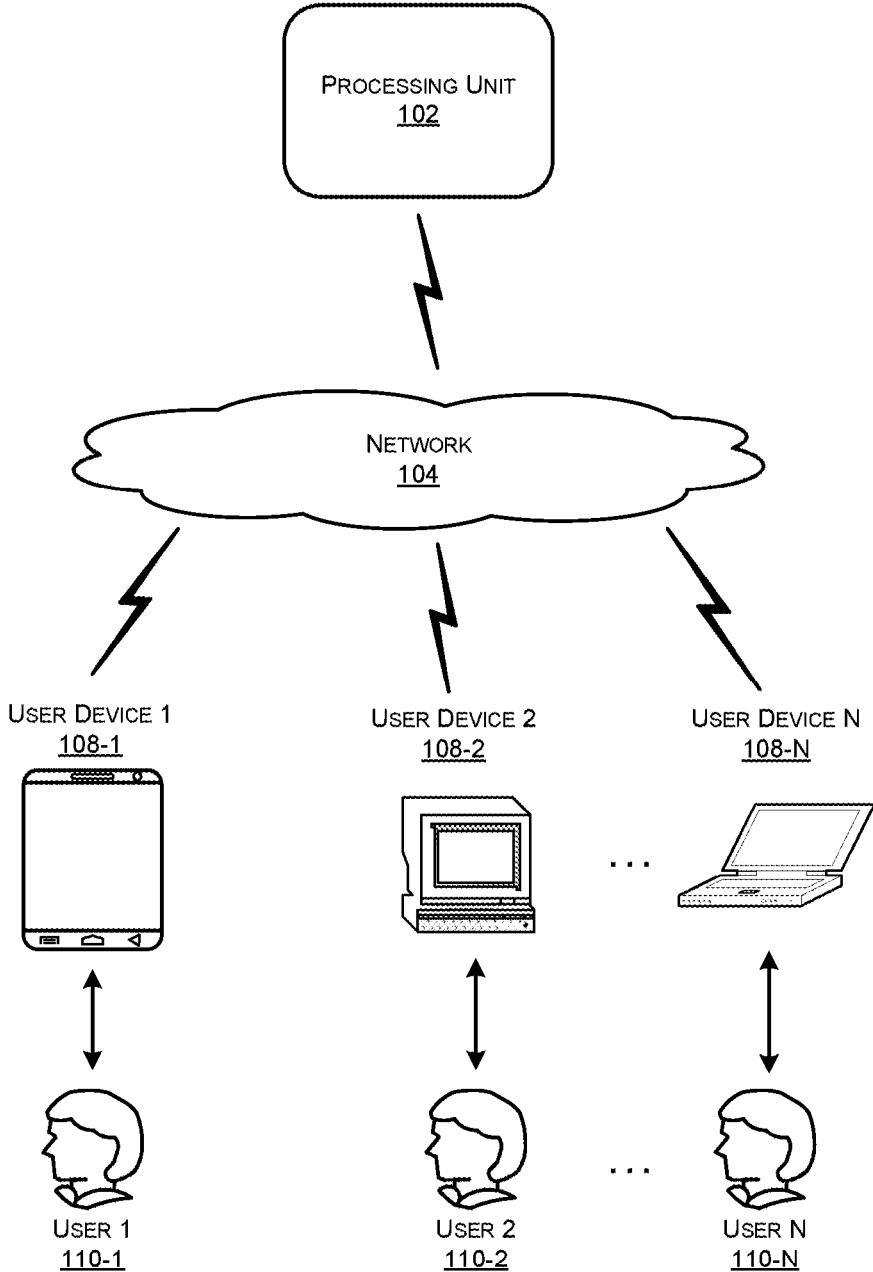 PROCESSING UNIT
102
NETWORK
104
USER DEVICE 1
108-1
USER DEVICE 2
108-2
USER DEVICE N
108-N
...
USER 1
110-1
USER 2
110-2
...
USER N
110-N